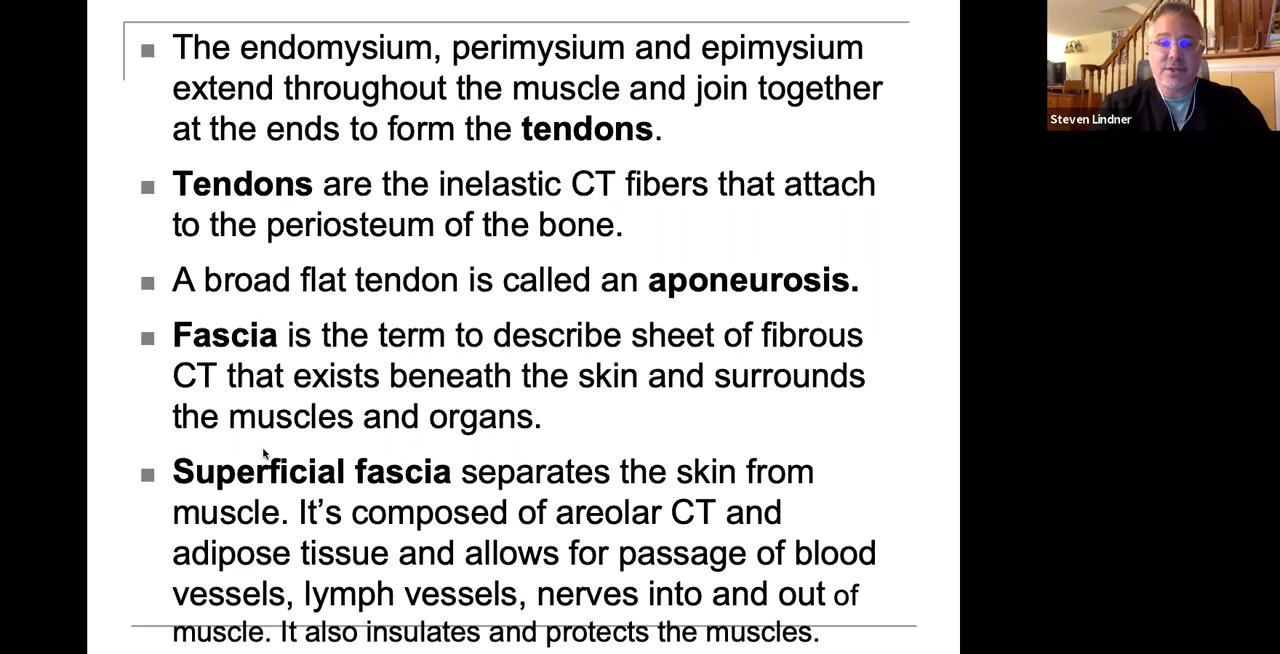 The endomysium, perimysium and epimysium
extend throughout the muscle and join together
at the ends to form the tendons.
Tendons are the inelastic CT fibers that attach
to the periosteum of the bone.
A broad flat tendon is called an aponeurosis.
Fascia is the term to describe sheet of fibrous
CT that exists beneath the skin and surrounds
the muscles and organs.
Superficial fascia separates the skin from
muscle. It's composed of areolar CT and
adipose tissue and allows for passage of blood
vessels, lymph vessels, nerves into and out of
muscle. It also insulates and protects the muscles.
Steven Lindner